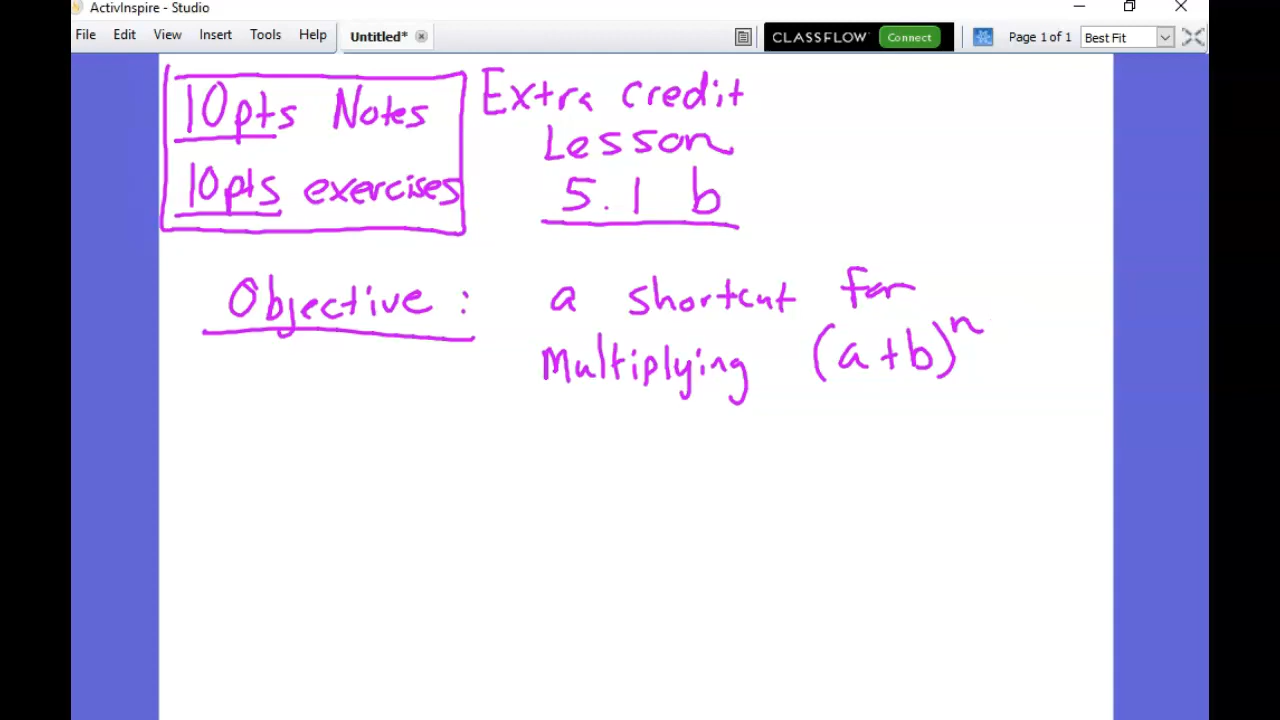 ActivInspire - Studio
File Edit View Insert Tools Help Untitled* CLASSFLOW Connect Page 1 of 1 Best Fit
10pts Notes
10pts exercises
Extra credit
Lesson
5.1 b
Objective : a shortcut for
Multiplying (a+b)^n